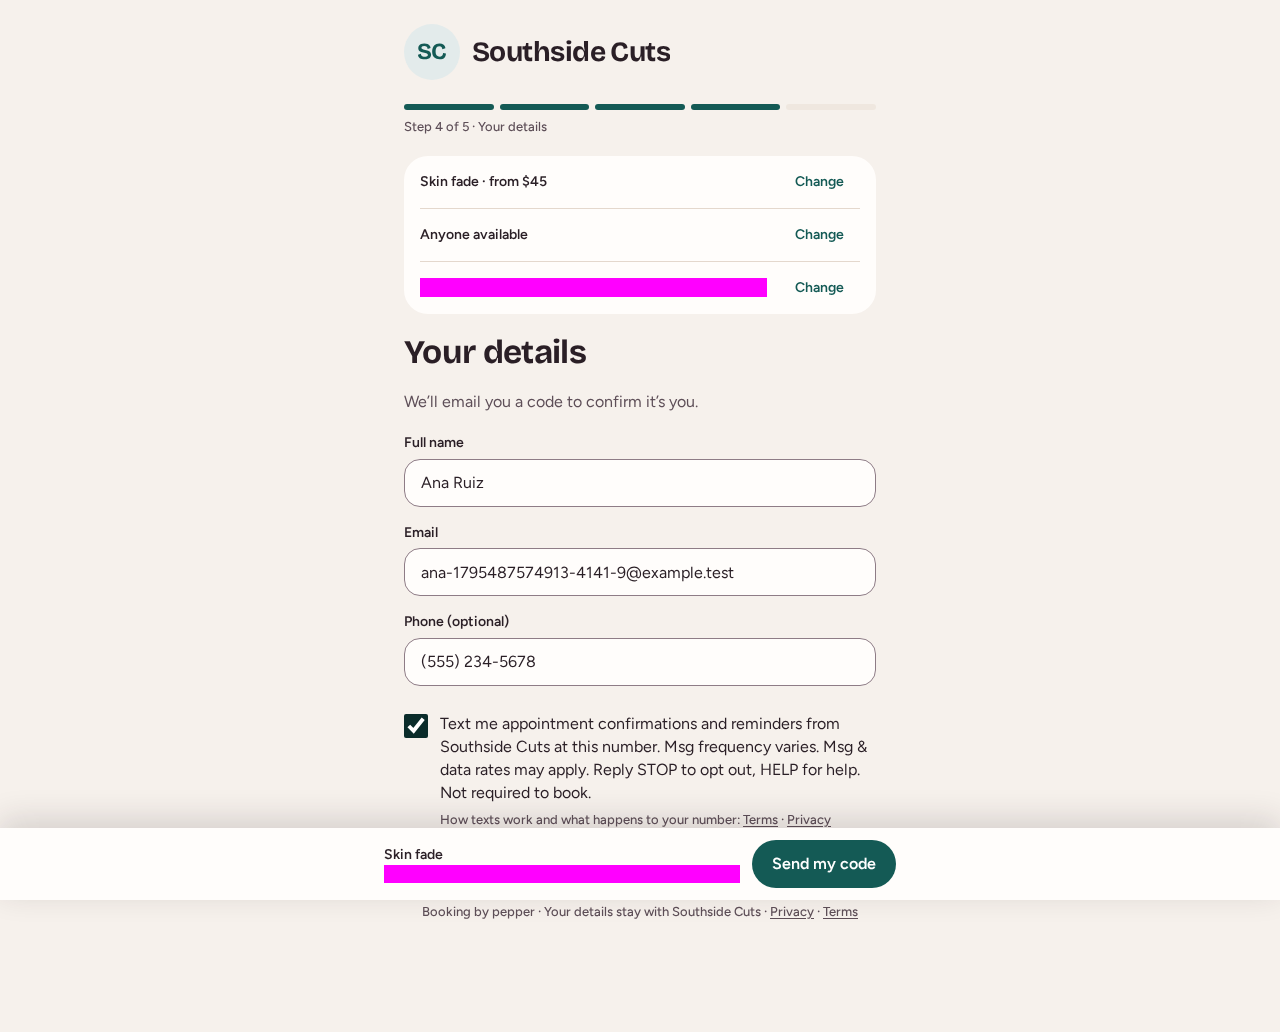 SC
Southside Cuts
Step 4 of 5 · Your details
Skin fade · from $45
Change
Anyone available
Change
Change
Your details
We’ll email you a code to confirm it’s you.
Full name
Ana Ruiz
Email
ana-1795487574913-4141-9@example.test
Phone (optional)
(555) 234-5678
Text me appointment confirmations and reminders from
Southside Cuts at this number. Msg frequency varies. Msg &
data rates may apply. Reply STOP to opt out, HELP for help.
Not required to book.
How texts work and what happens to your number: Terms · Privacy
Skin fade
Send my code
Booking by pepper · Your details stay with Southside Cuts · Privacy · Terms